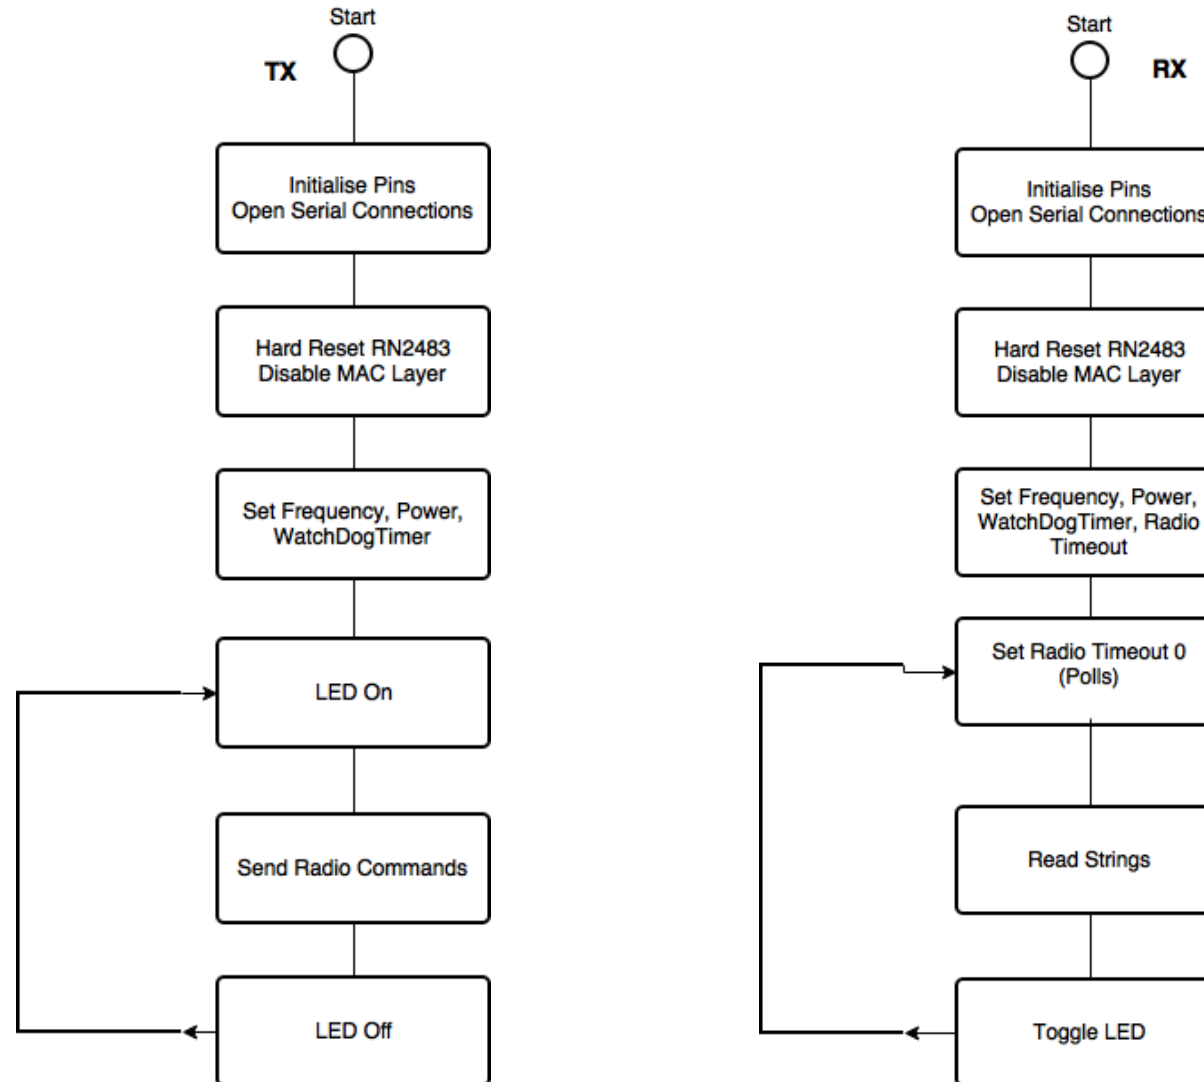 Start
TX
Initialise Pins
Open Serial Connections
Hard Reset RN2483
Disable MAC Layer
Set Frequency, Power,
WatchDogTimer
LED On
Send Radio Commands
LED Off
Start
RX
Initialise Pins
Open Serial Connections
Hard Reset RN2483
Disable MAC Layer
Set Frequency, Power,
WatchDogTimer, Radio
Timeout
Set Radio Timeout 0
(Polls)
Read Strings
Toggle LED